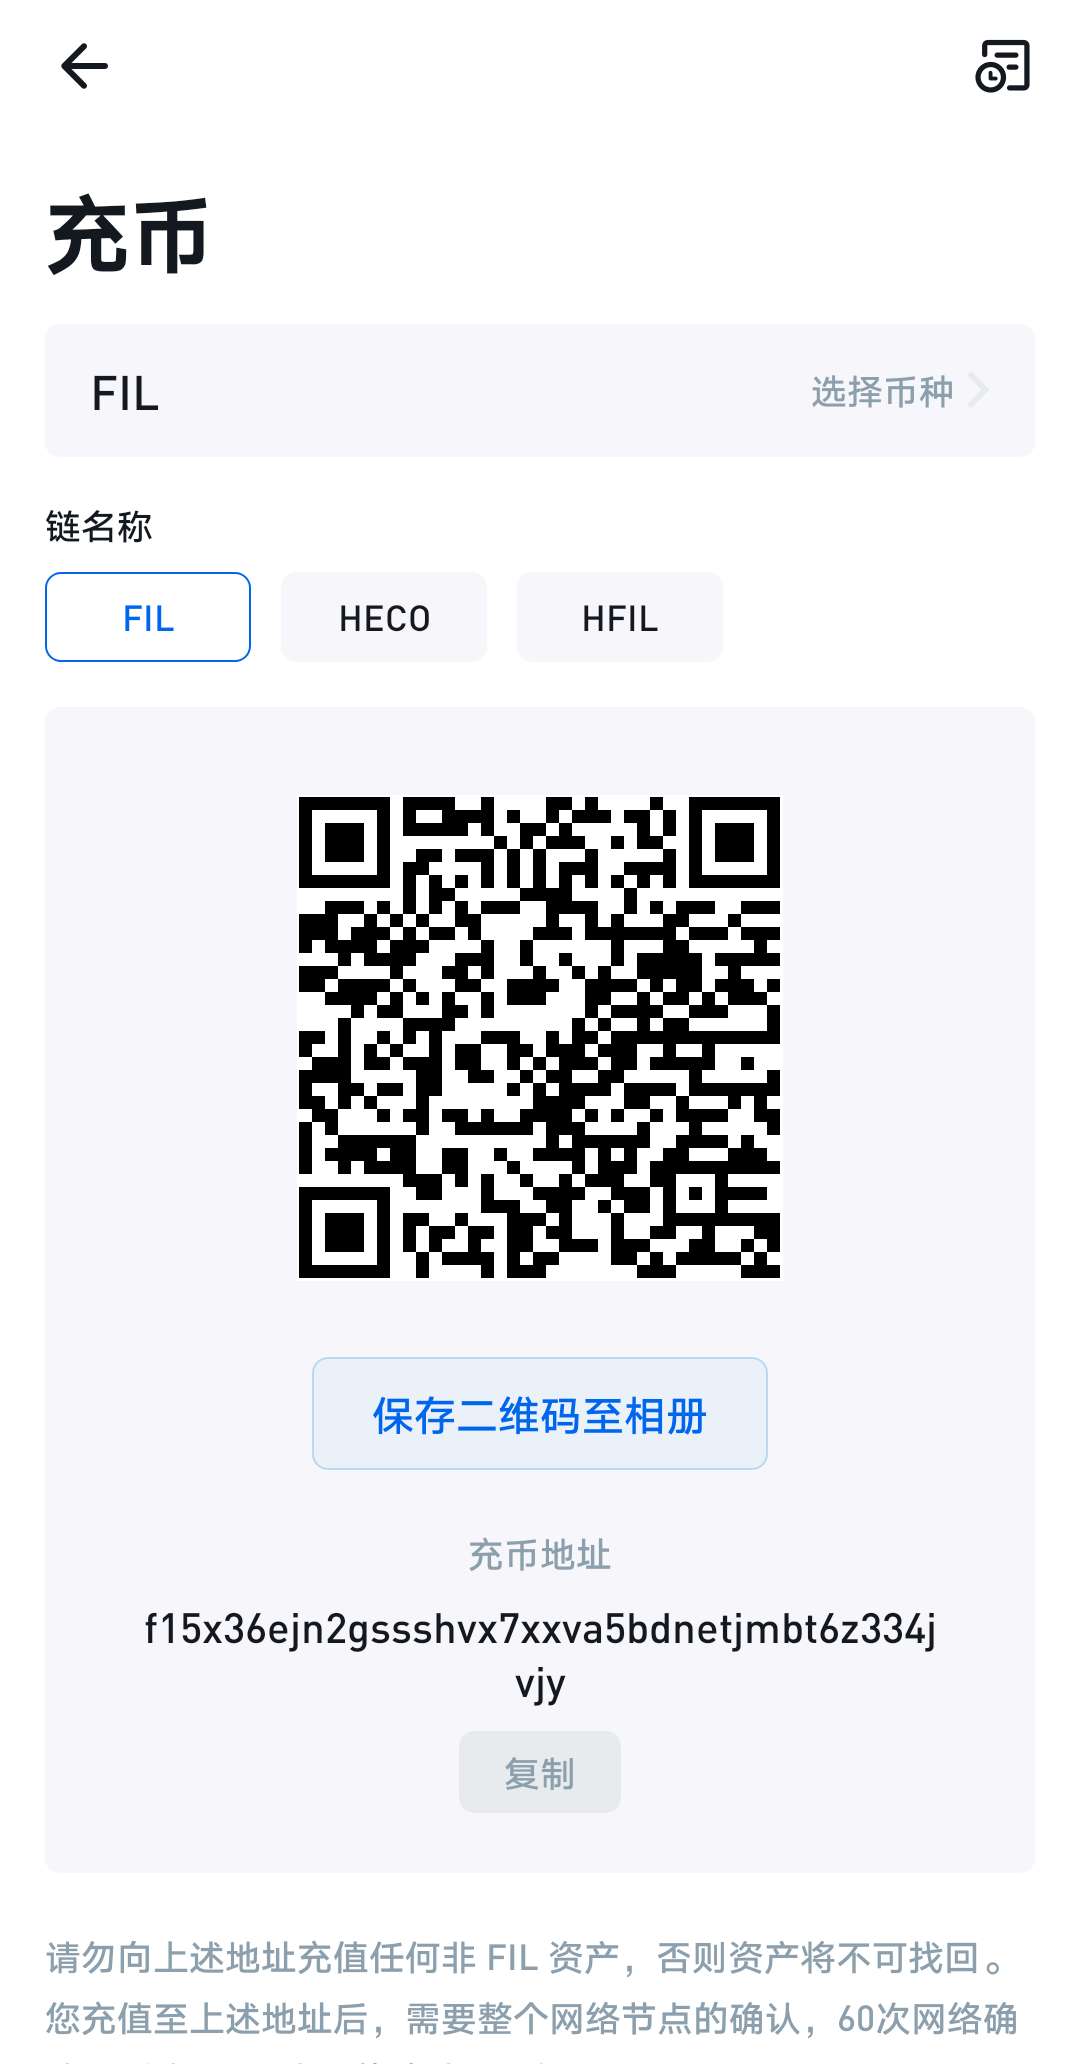 充币
FIL 选择币种
链名称
FIL HECO HFIL
保存二维码至相册
充币地址
f15x36ejn2gssshvx7xxva5bdnetjmbt6z334j
vjy
复制
请勿向上述地址充值任何非 FIL 资产，否则资产将不可找回。
您充值至上述地址后，需要整个网络节点的确认，60次网络确